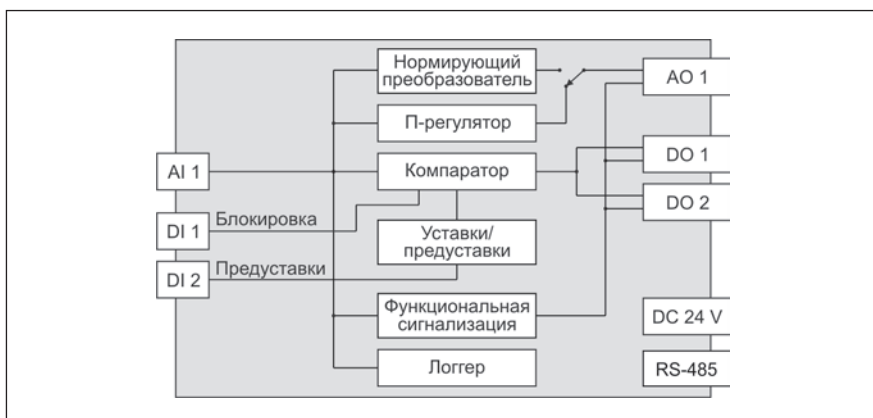 Нормирующий
преобразователь
AO 1
П-регулятор
DO 1
AI 1
Компаратор
DO 2
DI 1
Блокировка
Уставки/
предуставки
DI 2
Предуставки
Функциональная
сигнализация
DC 24 V
Логгер
RS-485